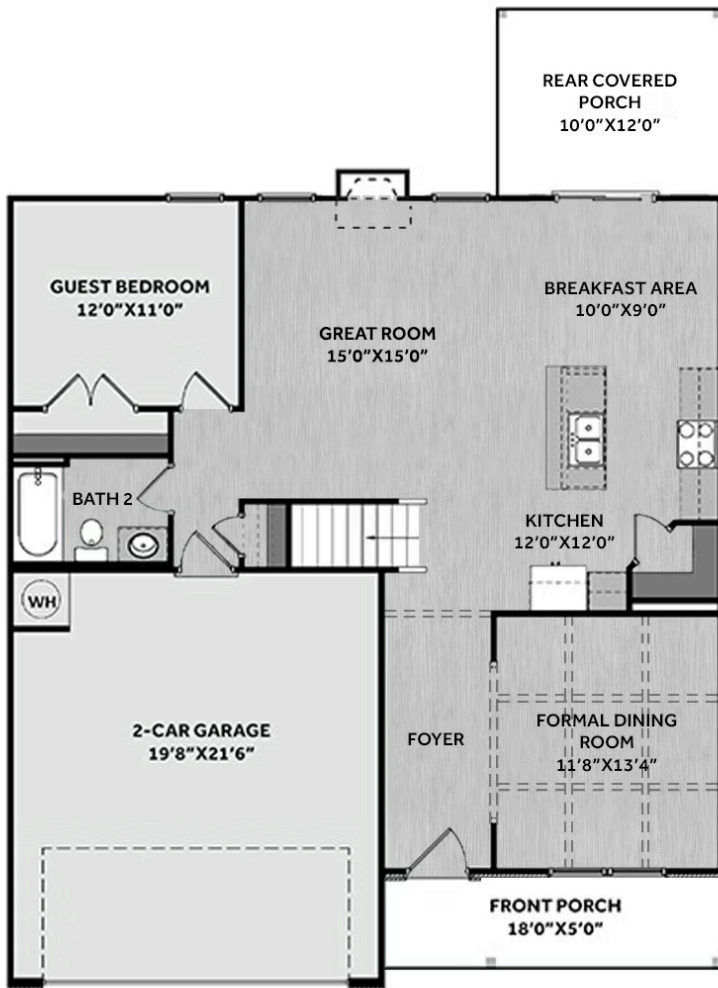 REAR COVERED
PORCH
10'0"X12'0"
GUEST BEDROOM
12'0"X11'0"
BREAKFAST AREA
10'0"X9'0"
GREAT ROOM
15'0"X15'0"
BATH 2
KITCHEN
12'0"X12'0"
WH
2-CAR GARAGE
19'8"X21'6"
FOYER
FORMAL DINING
ROOM
11'8"X13'4"
FRONT PORCH
18'0"X5'0"